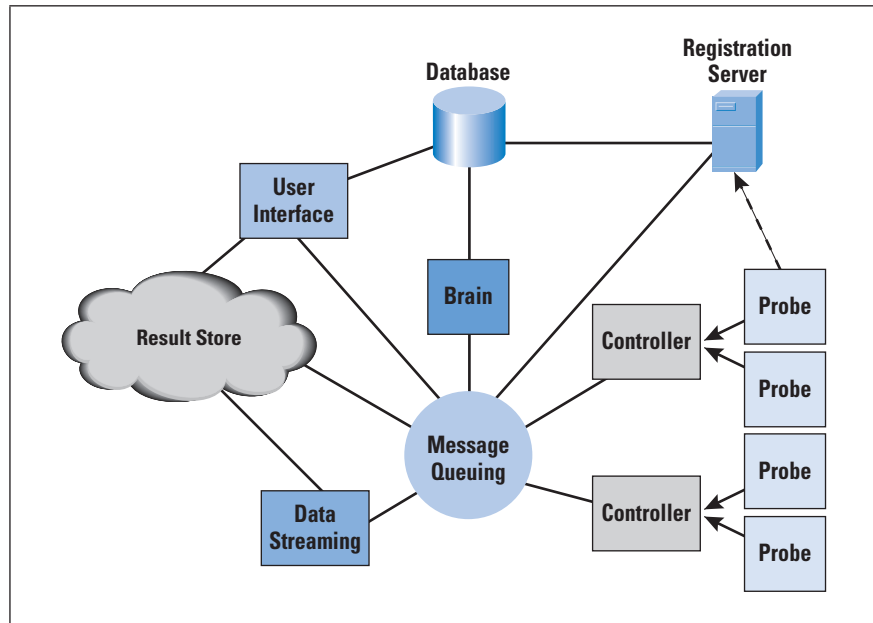 Registration
Server
Database
User
Interface
Brain
Probe
Result Store
Controller
Probe
Message
Queuing
Probe
Data
Streaming
Controller
Probe